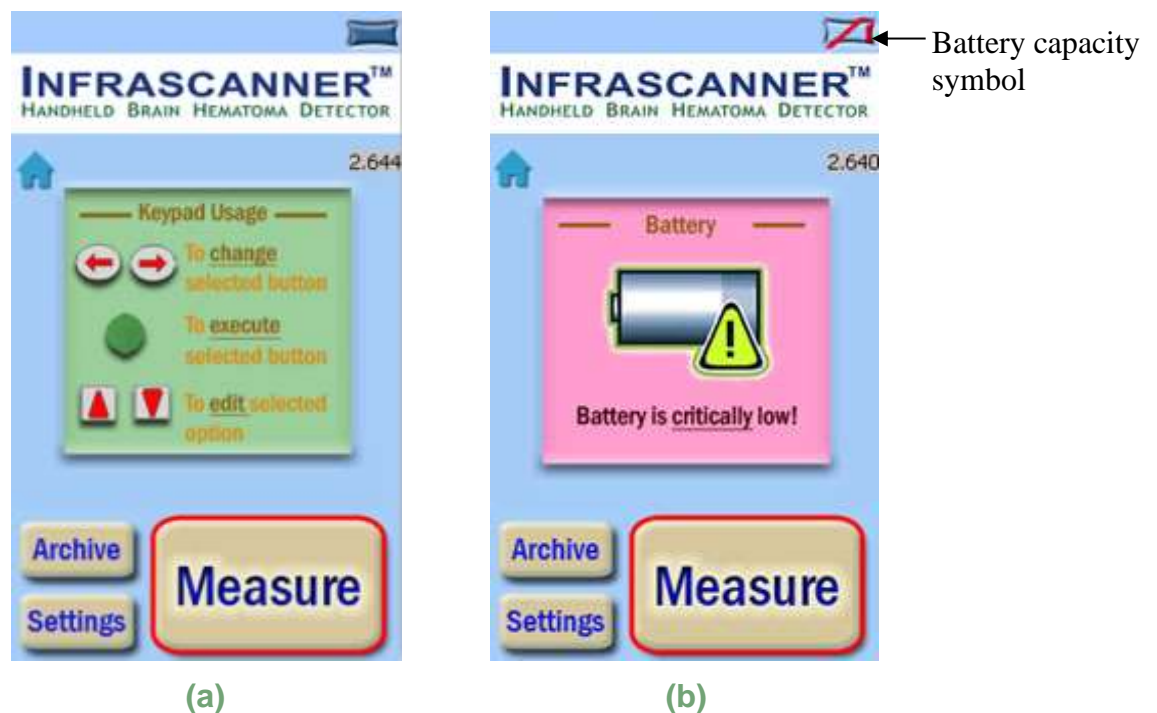 INFRASCANNER™
HANDHELD BRAIN HEMATOMA DETECTOR
2.644
Keypad Usage
To change
selected button
To execute
selected button
To edit selected
option
Archive
Settings
Measure
(a)
INFRASCANNER™
HANDHELD BRAIN HEMATOMA DETECTOR
2.640
Battery
!
Battery is critically low!
Archive
Settings
Measure
(b)
Battery capacity
symbol